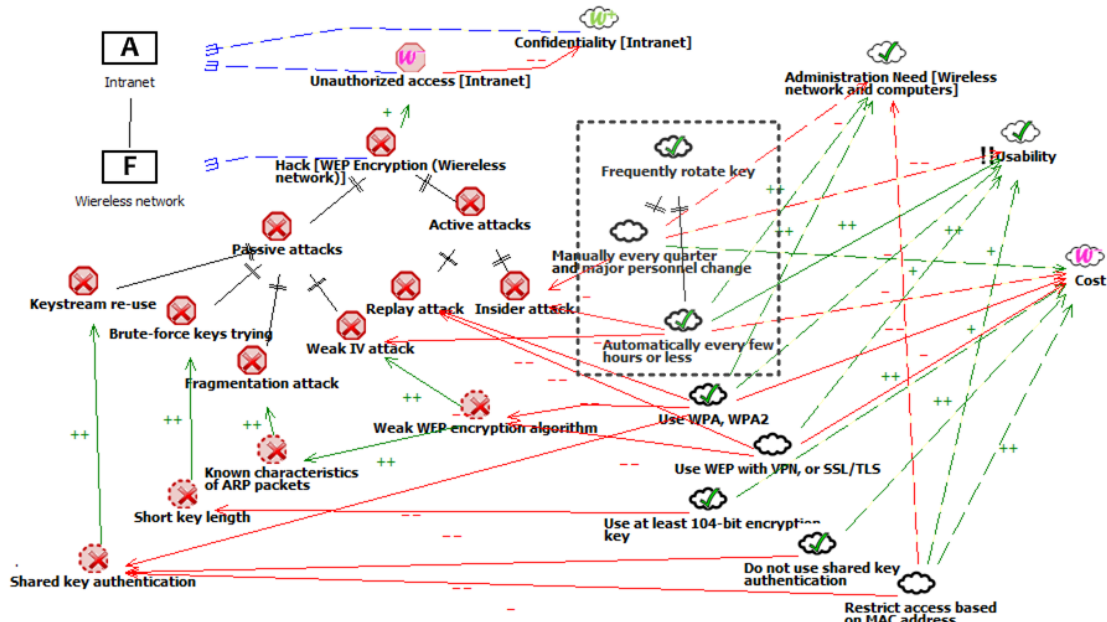 A
Intranet
F
Wiereless network
W+
Confidentiality [Intranet]
W
Unauthorized access [Intranet]
--
+
Hack [WEP Encryption (Wiereless
network)]
Administration Need [Wireless
network and computers]
!!Usability
W-
Cost
Frequently rotate key
Manually every quarter
and major personnel change
Automatically every few
hours or less
Passive attacks
Active attacks
Keystream re-use
Brute-force keys trying
Replay attack
Insider attack
Weak IV attack
Fragmentation attack
Weak WEP encryption algorithm
Known characteristics
of ARP packets
Short key length
Shared key authentication
Use WPA, WPA2
Use WEP with VPN, or SSL/TLS
Use at least 104-bit encryption
key
Do not use shared key
authentication
Restrict access based
on MAC address
++
++
++
++
++
--
--
--
--
--
--
-
-
-
--
++
++
++
++
+
+
+
++
++
-
--
-